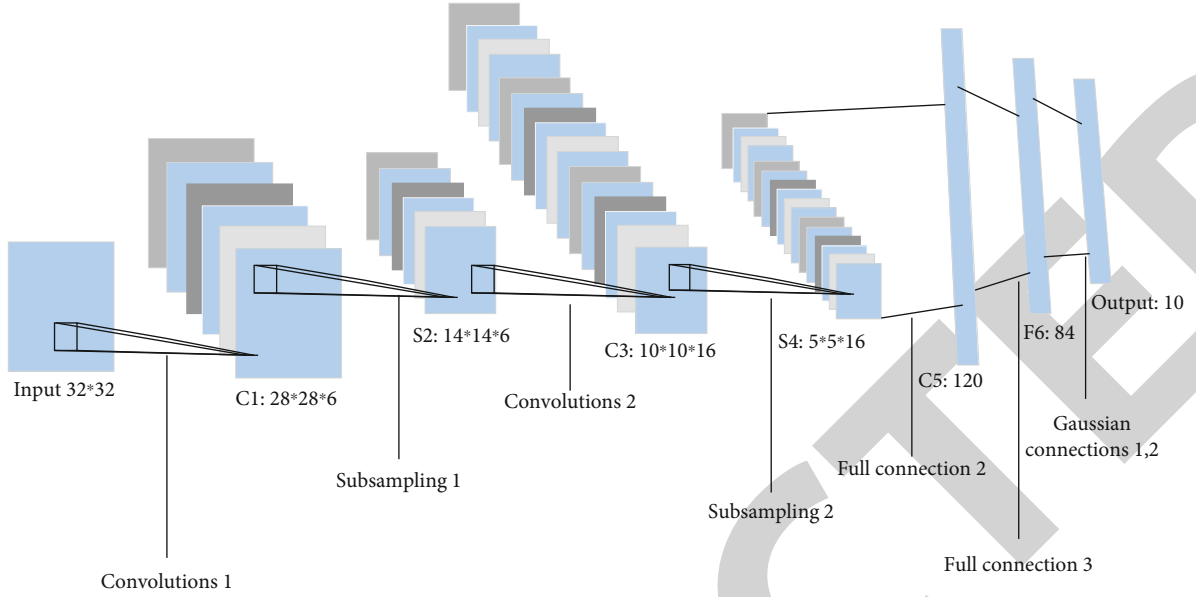 Input 32*32
C1: 28*28*6
S2: 14*14*6
C3: 10*10*16
S4: 5*5*16
C5: 120
F6: 84
Output: 10
Convolutions 1
Subsampling 1
Convolutions 2
Subsampling 2
Full connection 2
Full connection 3
Gaussian
connections 1,2